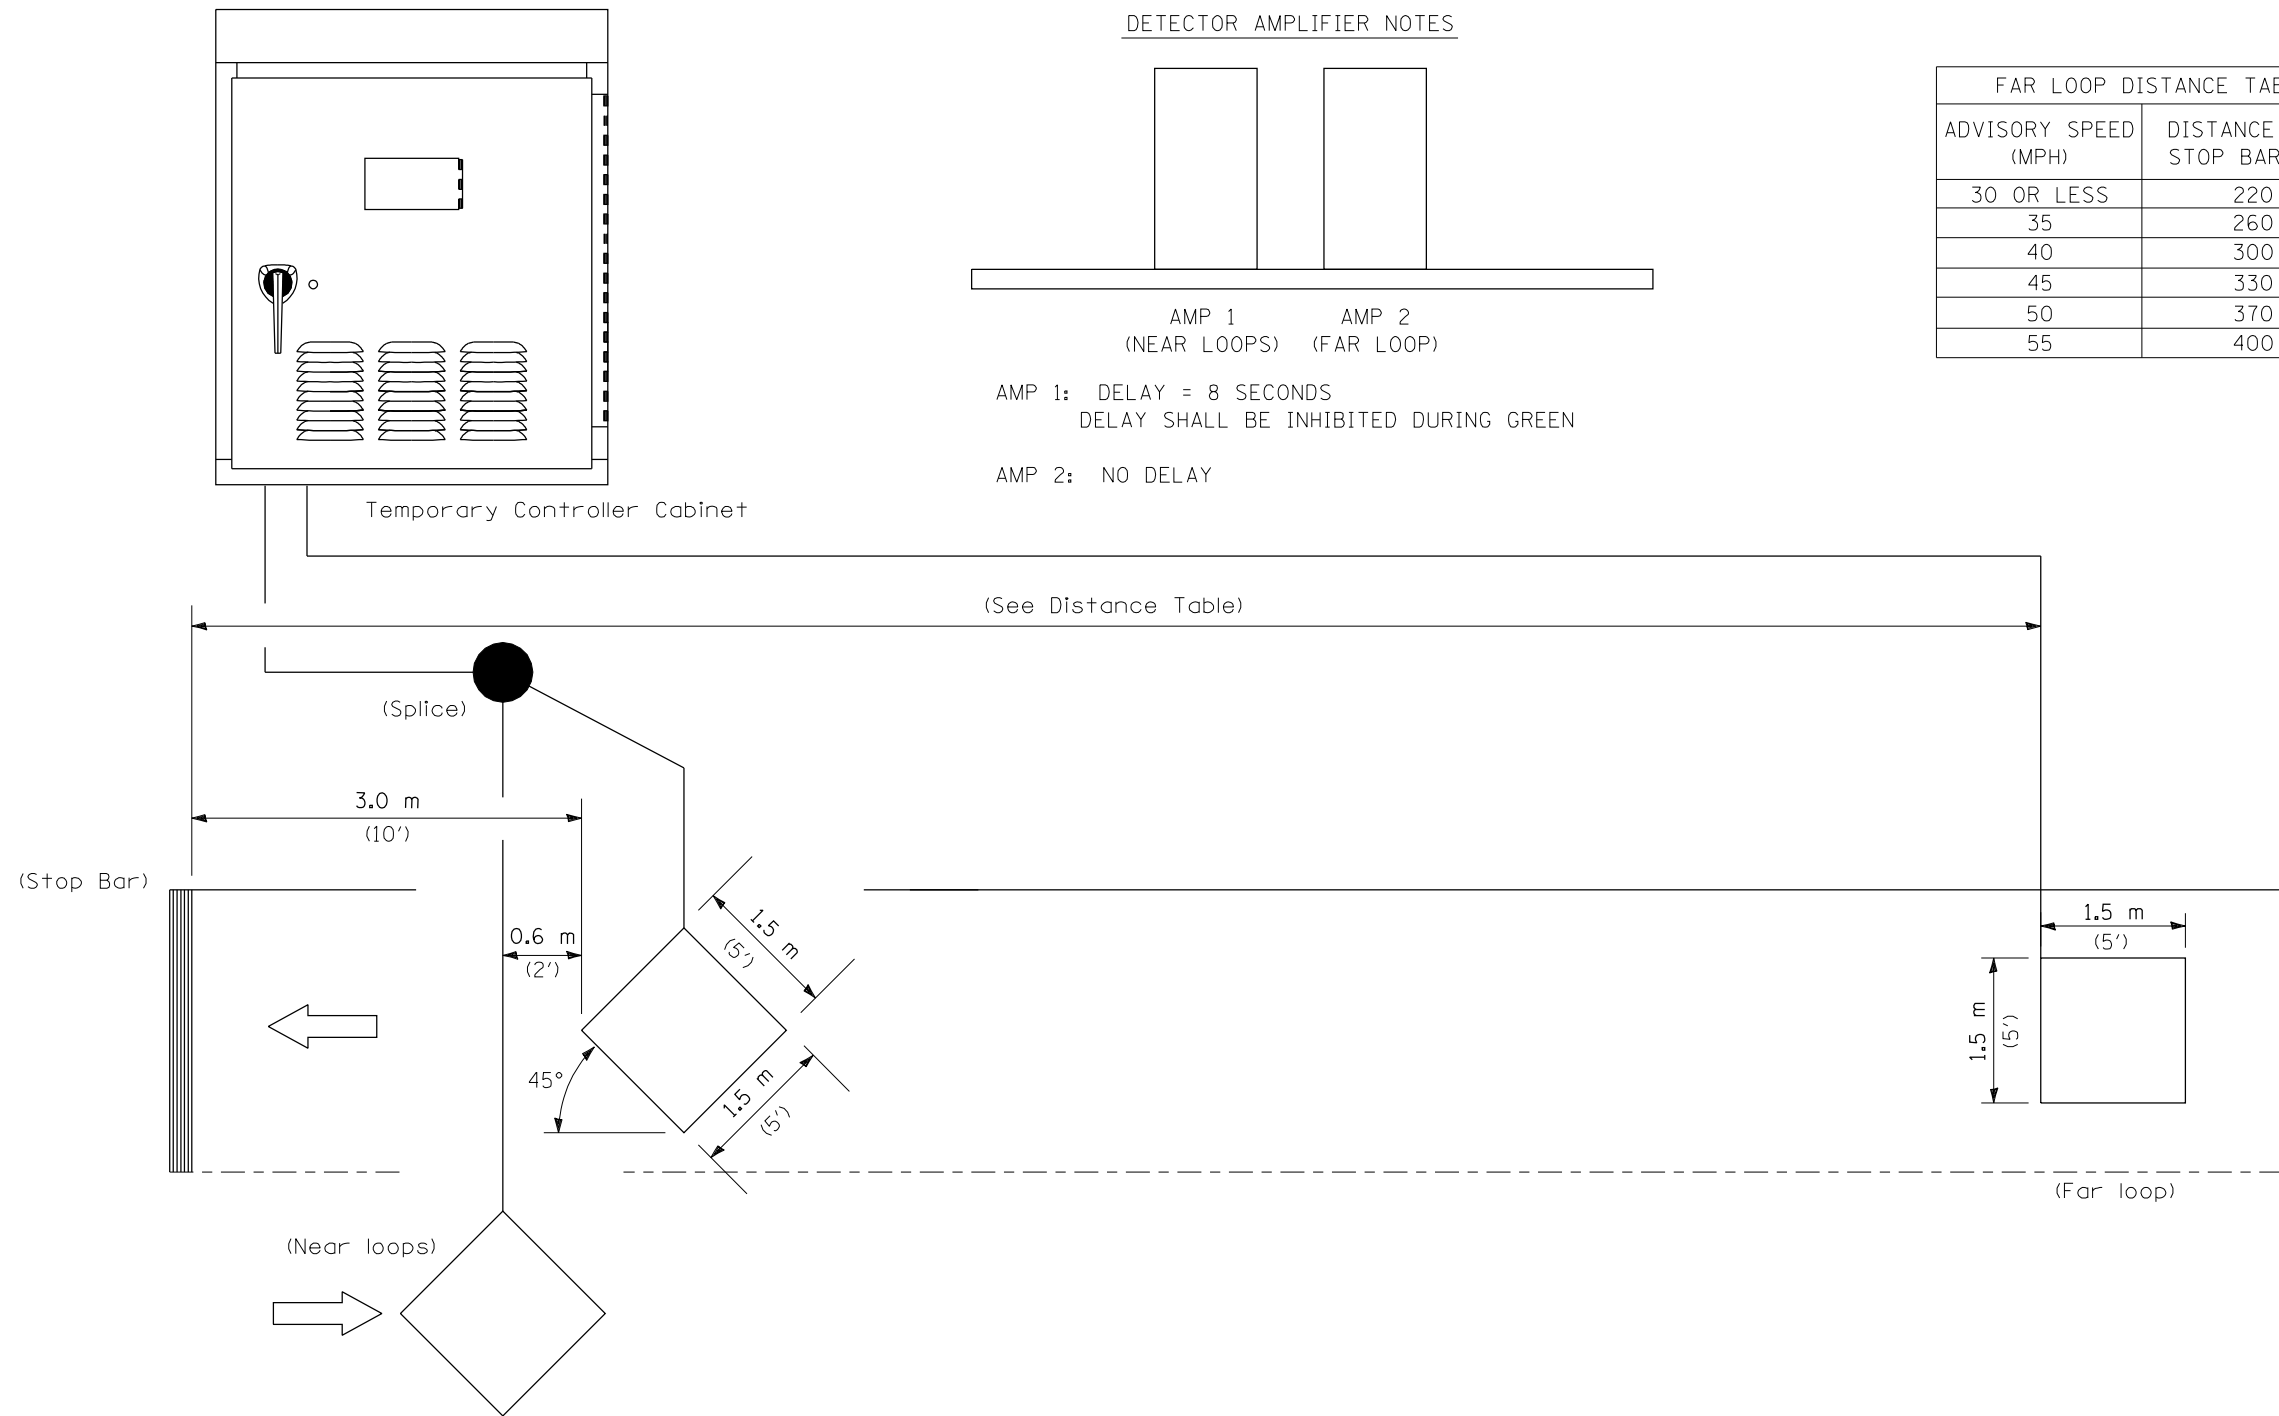 DETECTOR AMPLIFIER NOTES
AMP 1
(NEAR LOOPS)
AMP 2
(FAR LOOP)
AMP 1: DELAY = 8 SECONDS
DELAY SHALL BE INHIBITED DURING GREEN
AMP 2: NO DELAY
FAR LOOP DISTANCE
ADVISORY SPEED
(MPH)
DISTANCE
STOP BAR
30 OR LESS 220
35 260
40 300
45 330
50 370
55 400
Temporary Controller Cabinet
(See Distance Table)
(Splice)
3.0 m
(10')
(Stop Bar)
0.6 m
(2')
1.5 m
(5')
45°
1.5 m
(5')
1.5 m
(5')
1.5 m
(5')
(Far loop)
(Near loops)